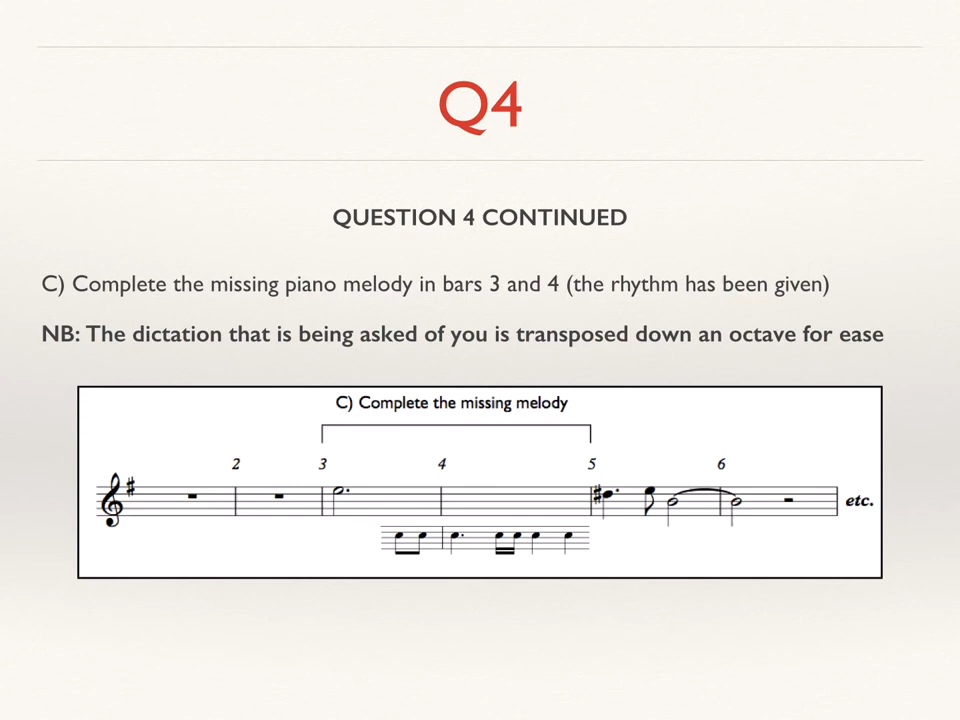 Q4
QUESTION 4 CONTINUED
C) Complete the missing piano melody in bars 3 and 4 (the rhythm has been given)
NB: The dictation that is being asked of you is transposed down an octave for ease
C) Complete the missing melody
2 3 4 5 6
etc.